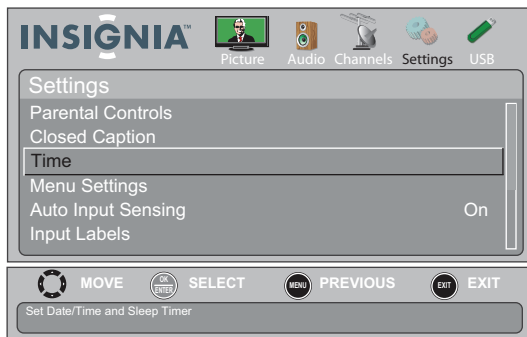 INSIGNIA™
Picture Audio Channels Settings USB
Settings
Parental Controls
Closed Caption
Time
Menu Settings
Auto Input Sensing On
Input Labels
MOVE OK ENTER SELECT MENU PREVIOUS EXIT EXIT
Set Date/Time and Sleep Timer